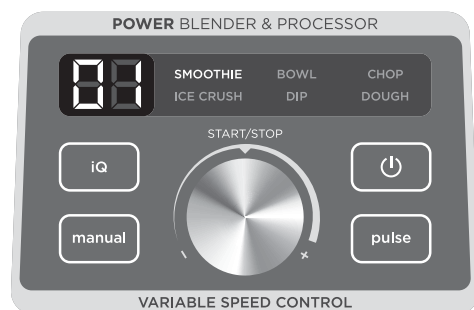 POWER BLENDER & PROCESSOR
01 SMOOTHIE BOWL CHOP
ICE CRUSH DIP DOUGH
START/STOP
iQ
manual pulse
- +
VARIABLE SPEED CONTROL